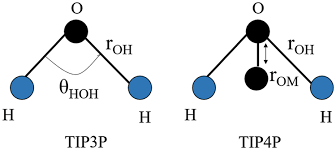 O O
r_OH r_OH
θ_HOH r_OM
H H H H
TIP3P TIP4P